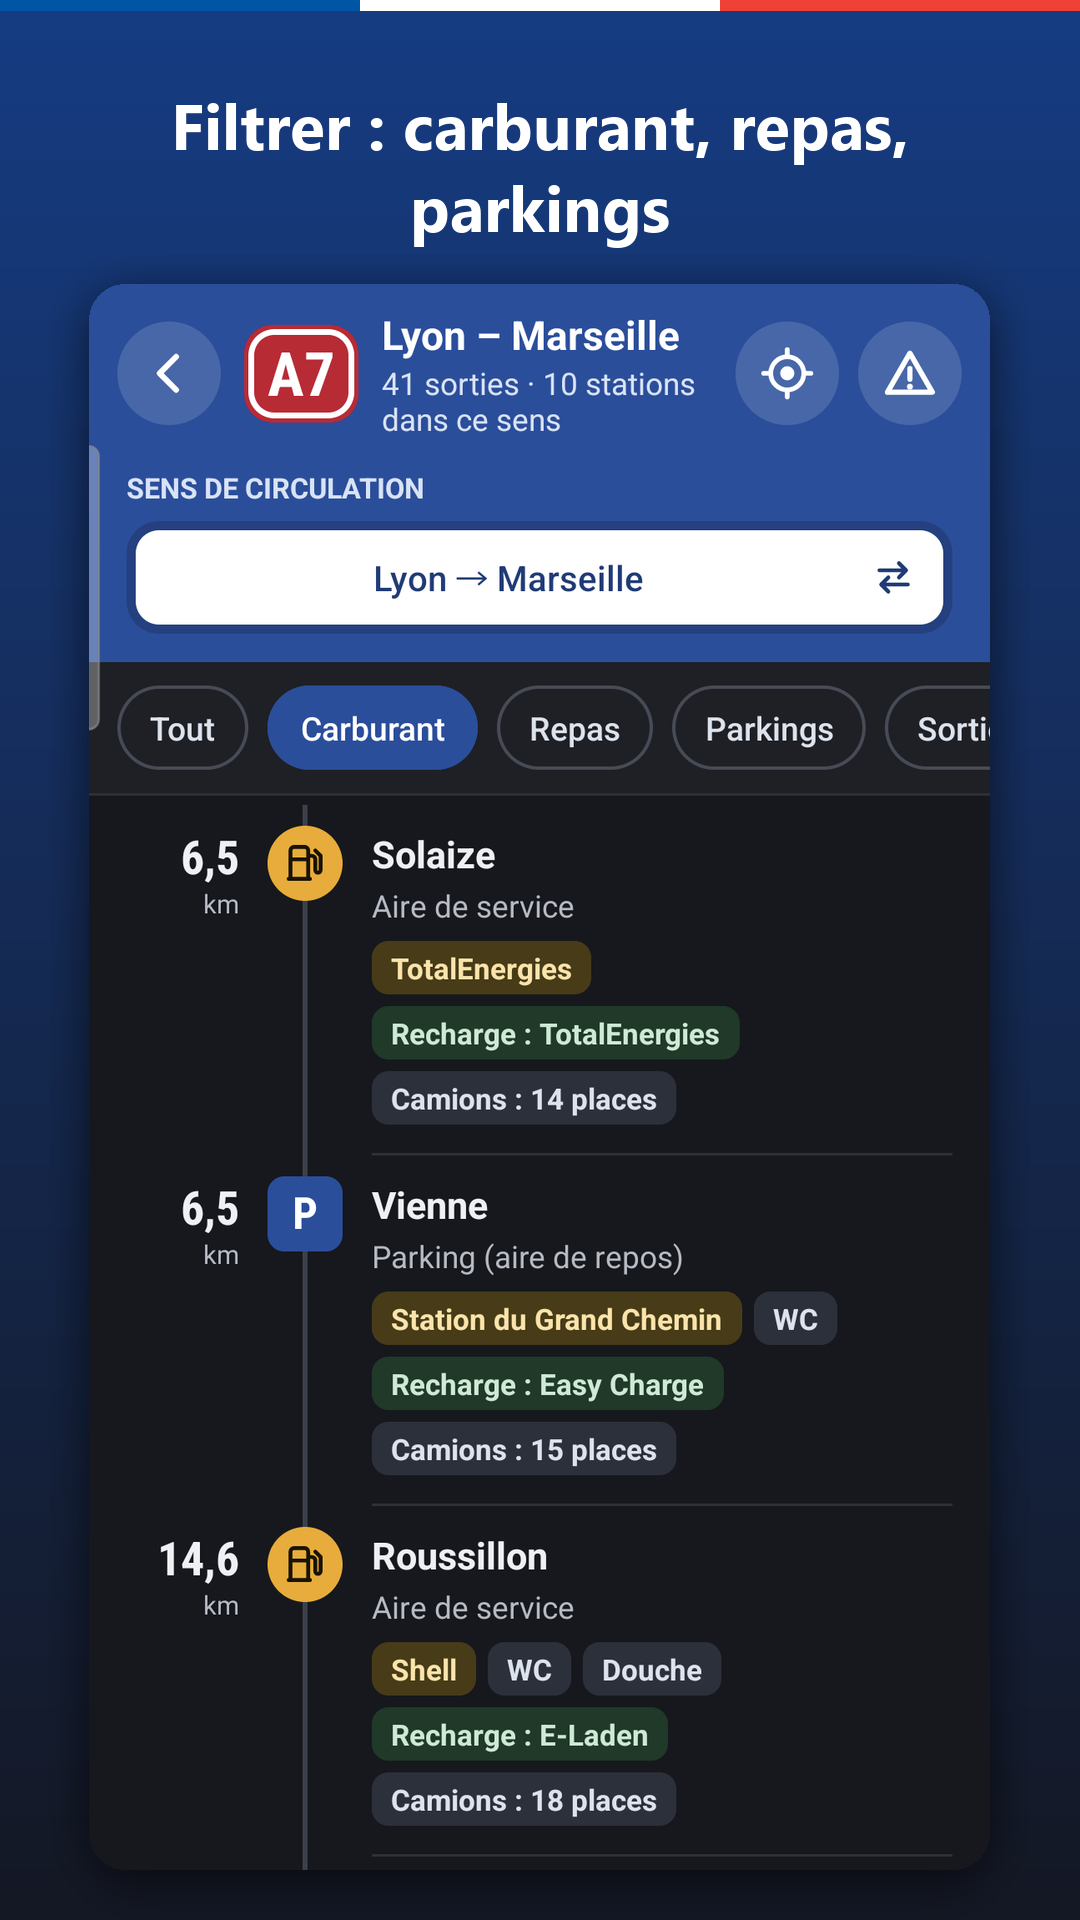 Filtrer : carburant, repas,
parkings
A7
Lyon – Marseille
41 sorties · 10 stations
dans ce sens
SENS DE CIRCULATION
Lyon → Marseille
Tout
Carburant
Repas
Parkings
Sorti
6,5
km
Solaize
Aire de service
TotalEnergies
Recharge : TotalEnergies
Camions : 14 places
6,5
km
P
Vienne
Parking (aire de repos)
Station du Grand Chemin
WC
Recharge : Easy Charge
Camions : 15 places
14,6
km
Roussillon
Aire de service
Shell
WC
Douche
Recharge : E-Laden
Camions : 18 places